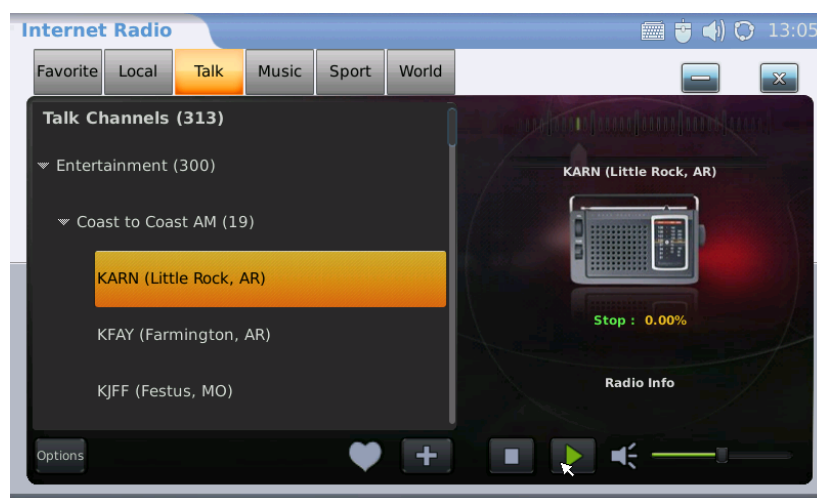 Internet Radio
13:05
Favorite Local Talk Music Sport World
Talk Channels (313)
Entertainment (300)
Coast to Coast AM (19)
KARN (Little Rock, AR)
KFAY (Farmington, AR)
KJFF (Festus, MO)
KARN (Little Rock, AR)
Stop : 0.00%
Radio Info
Options